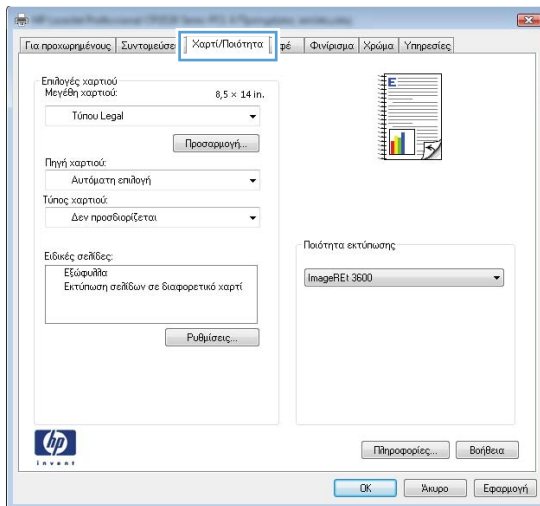 Για προχωρημένους Συντομεύσε Χαρτί/Ποιότητα φέ Φινίρισμα Χρώμα Υπηρεσίες
Επιλογές χαρτιού
Μεγέθη χαρτιού: 8,5 × 14 in.
Τύπου Legal
Προσαρμογή...
Πηγή χαρτιού:
Αυτόματη επιλογή
Τύπος χαρτιού:
Δεν προσδιορίζεται
Ειδικές σελίδες:
Εξώφυλλα
Εκτύπωση σελίδων σε διαφορετικό χαρτί
Ρυθμίσεις...
E
Ποιότητα εκτύπωσης
ImageREt 3600
hp
invent
Πληροφορίες... Βοήθεια
OK Άκυρο Εφαρμογή